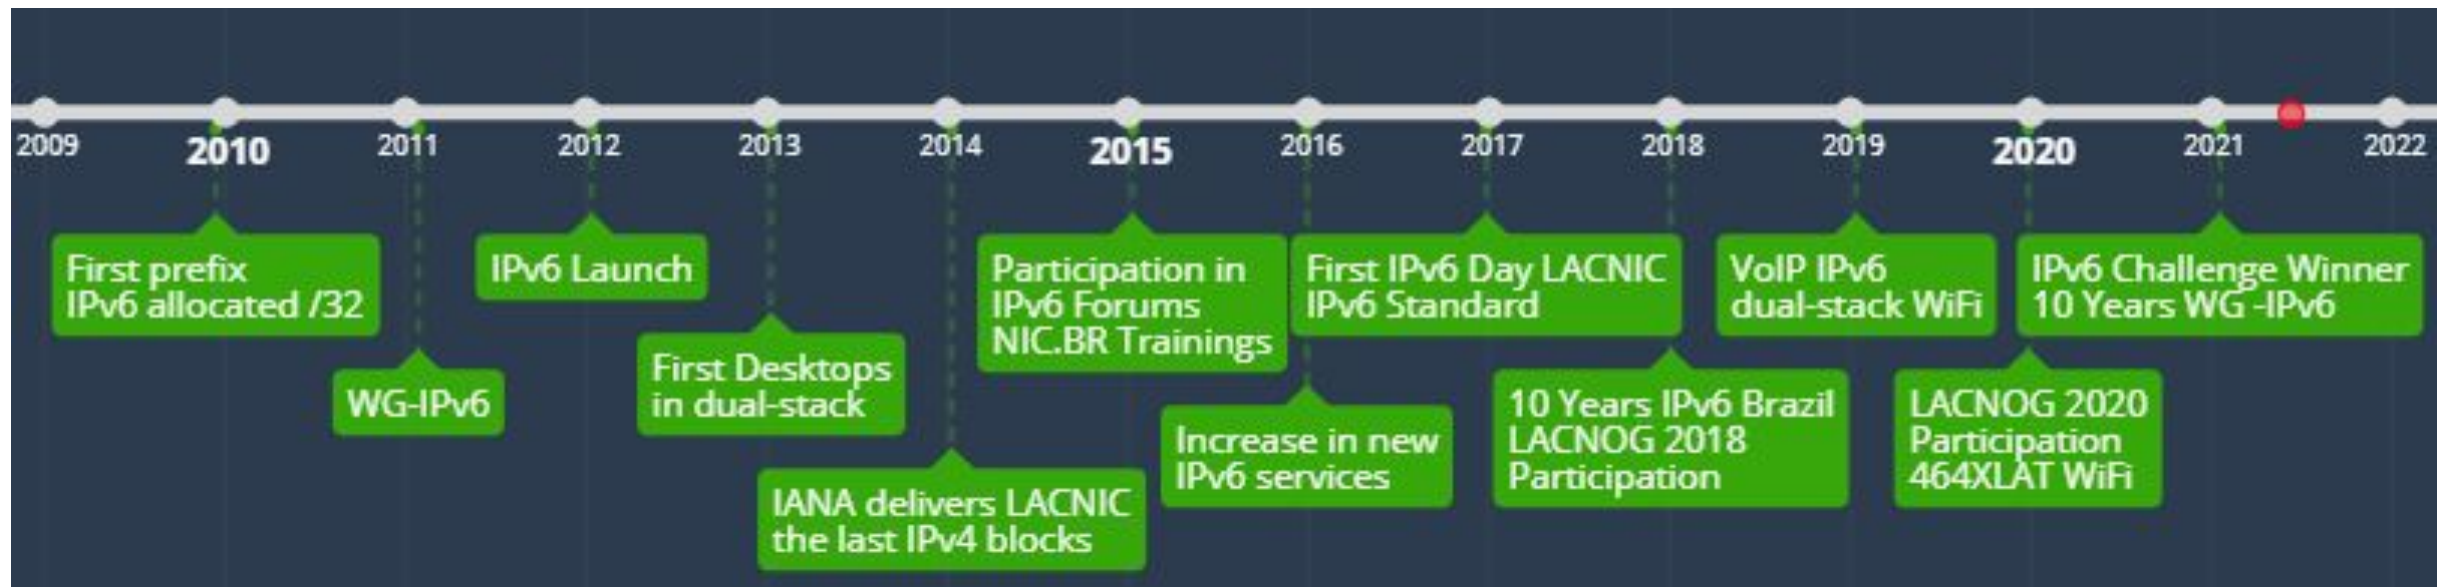 2009
2010
2011
2012
2013
2014
2015
2016
2017
2018
2019
2020
2021
2022
First prefix
IPv6 allocated /32
WG-IPv6
IPv6 Launch
First Desktops
in dual-stack
IANA delivers LACNIC
the last IPv4 blocks
Participation in
IPv6 Forums
NIC.BR Trainings
Increase in new
IPv6 services
First IPv6 Day LACNIC
IPv6 Standard
10 Years IPv6 Brazil
LACNOG 2018
Participation
VoIP IPv6
dual-stack WiFi
LACNOG 2020
Participation
464XLAT WiFi
IPv6 Challenge Winner
10 Years WG -IPv6